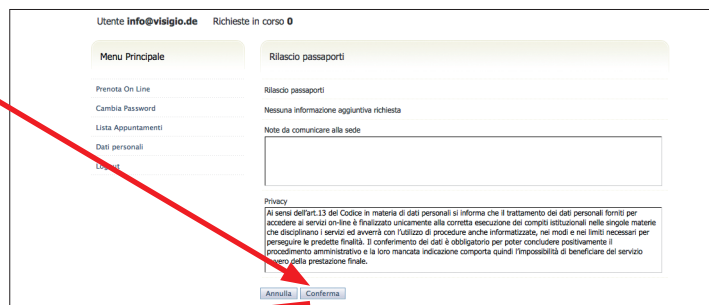 Utente info@visigio.de Richieste in corso 0
Menu Principale
Prenota On Line
Cambia Password
Lista Appuntamenti
Dati personali
Rilascio passaporti
Rilascio passaporti
Nessuna informazione aggiuntiva richiesta
Note da comunicare alla sede
Privacy
Ai sensi dell'art.13 del Codice in materia di dati personali si informa che il trattamento dei dati personali forniti per
accedere ai servizi on-line è finalizzato unicamente alla corretta esecuzione dei compiti istituzionali nelle singole materie
che disciplinano i servizi ed avverrà con l'utilizzo di procedure anche informatizzate, nei modi e nei limiti necessari per
perseguire le predette finalità. Il conferimento dei dati è obbligatorio per poter concludere positivamente il
procedimento amministrativo e la loro mancata indicazione comporta quindi l'impossibilità di beneficiare del servizio
della prestazione finale.
Annulla Conferma